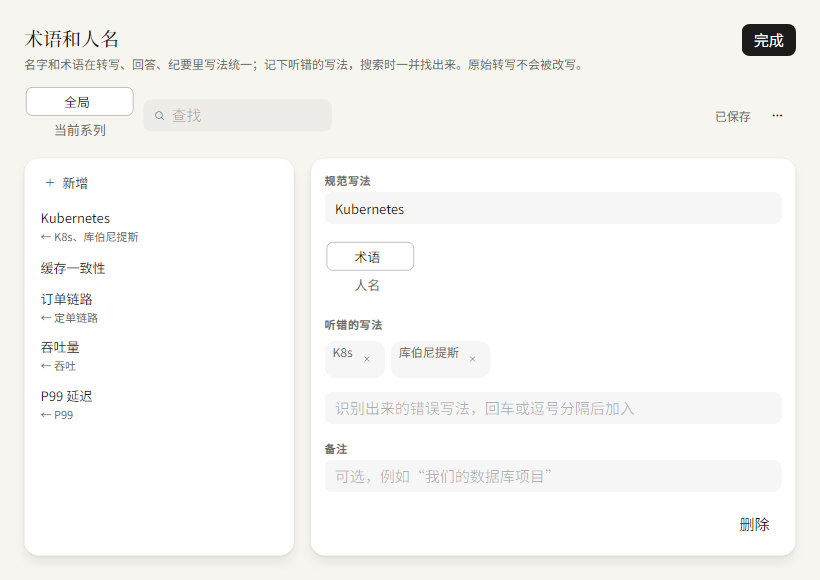 术语和人名
完成
名字和术语在转写、回答、纪要里写法统一；记下听错的写法，搜索时一并找出来。原始转写不会被改写。
全局
当前系列
查找
已保存
···
+ 新增
Kubernetes
← K8s、库伯尼提斯
缓存一致性
订单链路
← 定单链路
吞吐量
← 吞吐
P99 延迟
← P99
规范写法
Kubernetes
术语
人名
听错的写法
K8s ×
库伯尼提斯 ×
识别出来的错误写法，回车或逗号分隔后加入
备注
可选，例如“我们的数据库项目”
删除